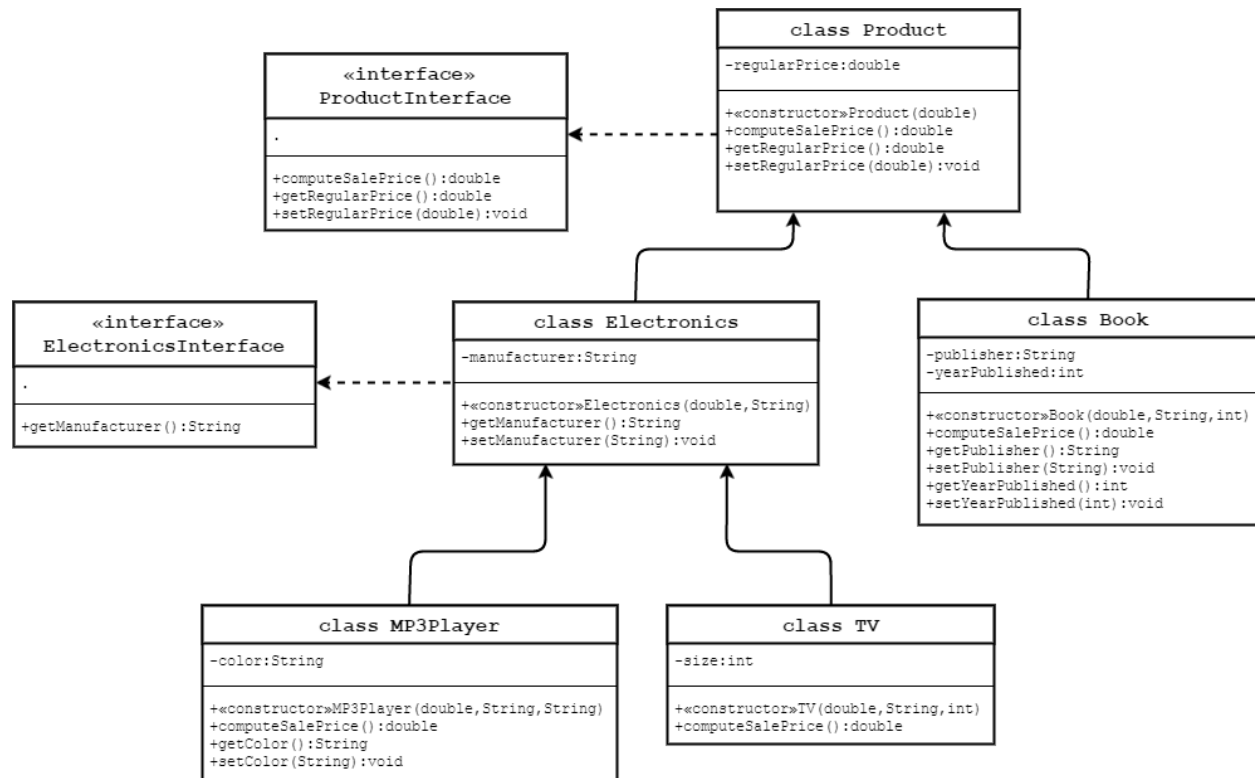 class Product
-regularPrice:double
+«constructor»Product(double)
+computeSalePrice():double
+getRegularPrice():double
+setRegularPrice(double):void
«interface»
ProductInterface
.
+computeSalePrice():double
+getRegularPrice():double
+setRegularPrice(double):void
«interface»
ElectronicsInterface
.
+getManufacturer():String
class Electronics
-manufacturer:String
+«constructor»Electronics(double,String)
+getManufacturer():String
+setManufacturer(String):void
class Book
-publisher:String
-yearPublished:int
+«constructor»Book(double,String,int)
+computeSalePrice():double
+getPublisher():String
+setPublisher(String):void
+getYearPublished():int
+setYearPublished(int):void
class MP3Player
-color:String
+«constructor»MP3Player(double,String,String)
+computeSalePrice():double
+getColor():String
+setColor(String):void
class TV
-size:int
+«constructor»TV(double,String,int)
+computeSalePrice():double